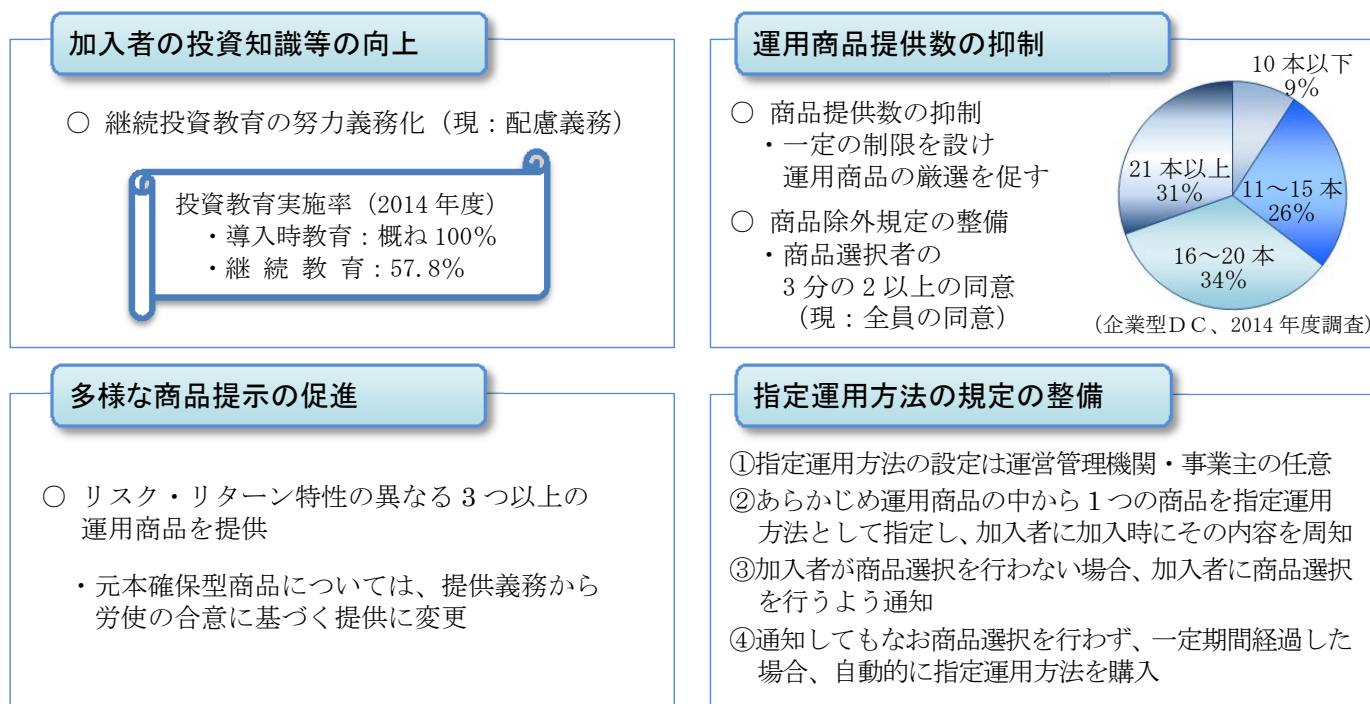 加入者の投資知識等の向上
○ 継続投資教育の努力義務化（現：配慮義務）
投資教育実施率（2014 年度）
・導入時教育：概ね 100%
・継 続 教 育：57.8%
運用商品提供数の抑制
○ 商品提供数の抑制
・一定の制限を設け
運用商品の厳選を促す
○ 商品除外規定の整備
・商品選択者の
3 分の 2 以上の同意
（現：全員の同意）
10 本以下
9%
11～15 本
26%
16～20 本
34%
21 本以上
31%
(企業型ＤＣ、2014 年度調査)
多様な商品提示の促進
○ リスク・リターン特性の異なる 3 つ以上の
運用商品を提供
・元本確保型商品については、提供義務から
労使の合意に基づく提供に変更
指定運用方法の規定の整備
①指定運用方法の設定は運営管理機関・事業主の任意
②あらかじめ運用商品の中から 1 つの商品を指定運用
方法として指定し、加入者に加入時にその内容を周知
③加入者が商品選択を行わない場合、加入者に商品選択
を行うよう通知
④通知してもなお商品選択を行わず、一定期間経過した
場合、自動的に指定運用方法を購入